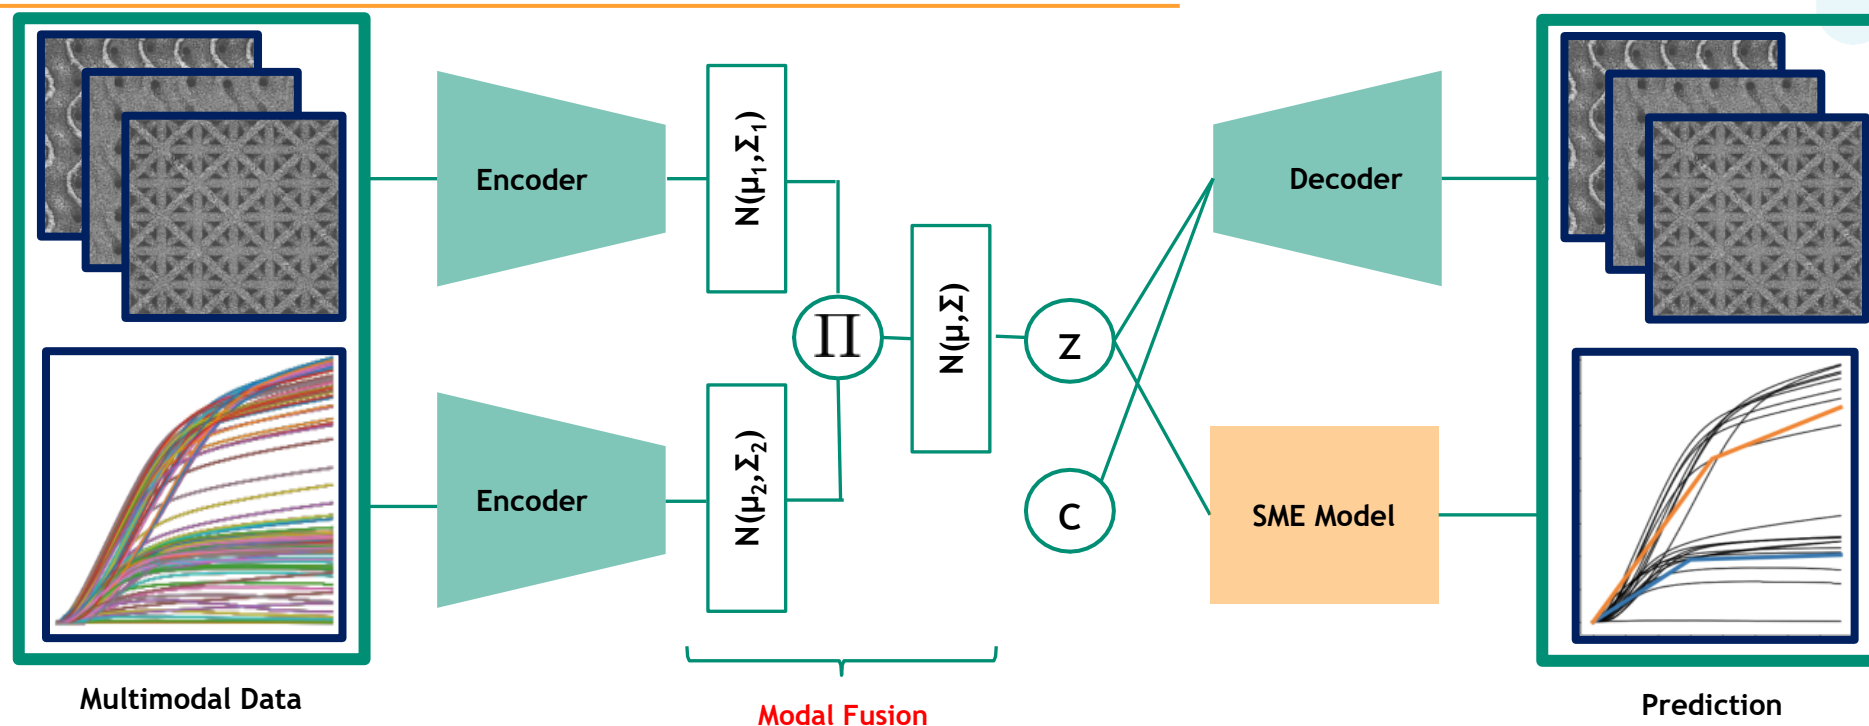 Encoder
N(μ₁,Σ₁)
Decoder
∏
N(μ,Σ)
Z
Encoder
N(μ₂,Σ₂)
C
SME Model
Multimodal Data
Modal Fusion
Prediction